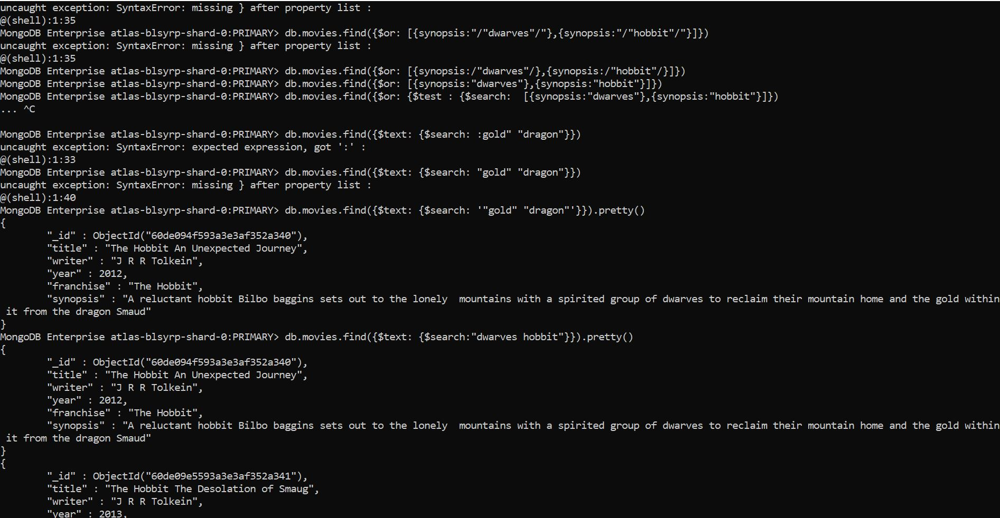 uncaught exception: SyntaxError: missing } after property list :
@(shell):1:35
MongoDB Enterprise atlas-blsyrp-shard-0:PRIMARY> db.movies.find({$or: [{synopsis:"/"dwarves"/"},{synopsis:"/"hobbit"/"}]})
uncaught exception: SyntaxError: missing } after property list :
@(shell):1:35
MongoDB Enterprise atlas-blsyrp-shard-0:PRIMARY> db.movies.find({$or: [{synopsis:/"dwarves"/},{synopsis:/"hobbit"/}]})
MongoDB Enterprise atlas-blsyrp-shard-0:PRIMARY> db.movies.find({$or: [{synopsis:"dwarves"},{synopsis:"hobbit"}]})
MongoDB Enterprise atlas-blsyrp-shard-0:PRIMARY> db.movies.find({$or: {$test : {$search:  [{synopsis:"dwarves"},{synopsis:"hobbit"}]})
... ^C
MongoDB Enterprise atlas-blsyrp-shard-0:PRIMARY> db.movies.find({$text: {$search: :gold" "dragon"}})
uncaught exception: SyntaxError: expected expression, got ':' :
@(shell):1:33
MongoDB Enterprise atlas-blsyrp-shard-0:PRIMARY> db.movies.find({$text: {$search: "gold" "dragon"}})
uncaught exception: SyntaxError: missing } after property list :
@(shell):1:40
MongoDB Enterprise atlas-blsyrp-shard-0:PRIMARY> db.movies.find({$text: {$search: '"gold" "dragon"'}}).pretty()
{
        "_id" : ObjectId("60de094f593a3e3af352a340"),
        "title" : "The Hobbit An Unexpected Journey",
        "writer" : "J R R Tolkein",
        "year" : 2012,
        "franchise" : "The Hobbit",
        "synopsis" : "A reluctant hobbit Bilbo baggins sets out to the lonely  mountains with a spirited group of dwarves to reclaim their mountain home and the gold within
 it from the dragon Smaud"
}
MongoDB Enterprise atlas-blsyrp-shard-0:PRIMARY> db.movies.find({$text: {$search:"dwarves hobbit"}}).pretty()
{
        "_id" : ObjectId("60de094f593a3e3af352a340"),
        "title" : "The Hobbit An Unexpected Journey",
        "writer" : "J R R Tolkein",
        "year" : 2012,
        "franchise" : "The Hobbit",
        "synopsis" : "A reluctant hobbit Bilbo baggins sets out to the lonely  mountains with a spirited group of dwarves to reclaim their mountain home and the gold within
 it from the dragon Smaud"
}
{
        "_id" : ObjectId("60de09e5593a3e3af352a341"),
        "title" : "The Hobbit The Desolation of Smaug",
        "writer" : "J R R Tolkein",
        "year" : 2013,